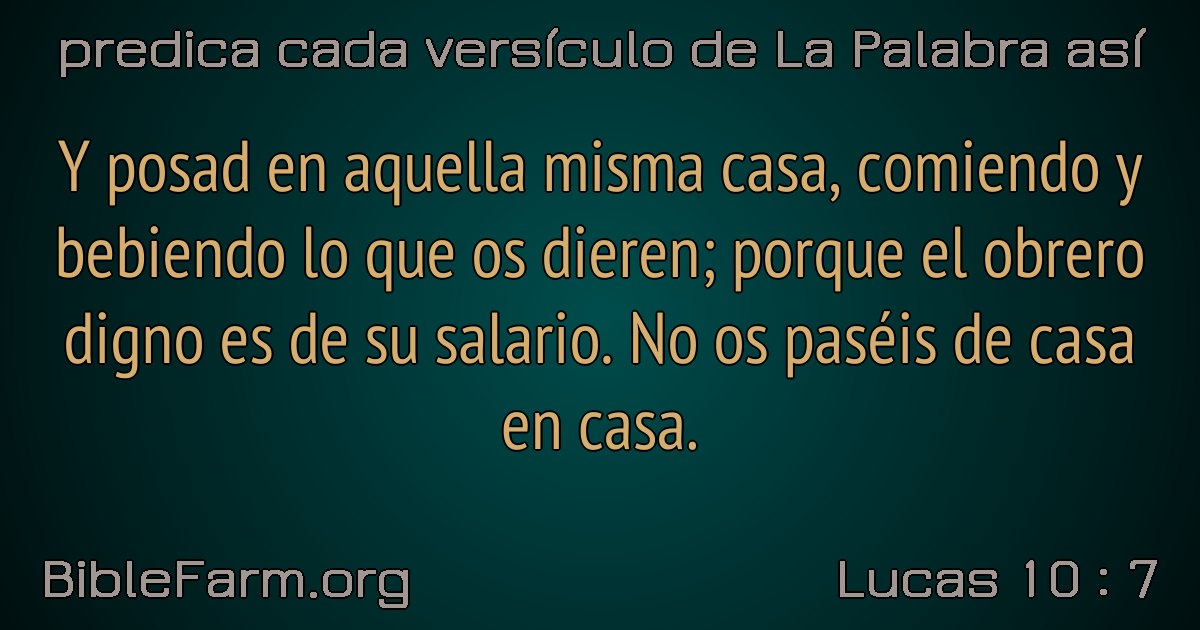 predica cada versículo de La Palabra así
Y posad en aquella misma casa, comiendo y
bebiendo lo que os dieren; porque el obrero
digno es de su salario. No os paséis de casa
en casa.
BibleFarm.org
Lucas 10 : 7